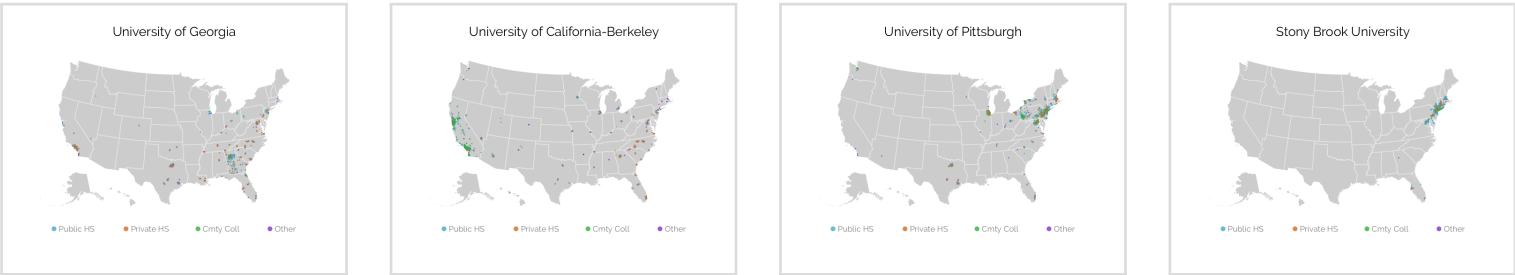 University of Georgia
Public HS Private HS Cmty Coll Other
University of California-Berkeley
Public HS Private HS Cmty Coll Other
University of Pittsburgh
Public HS Private HS Cmty Coll Other
Stony Brook University
Public HS Private HS Cmty Coll Other